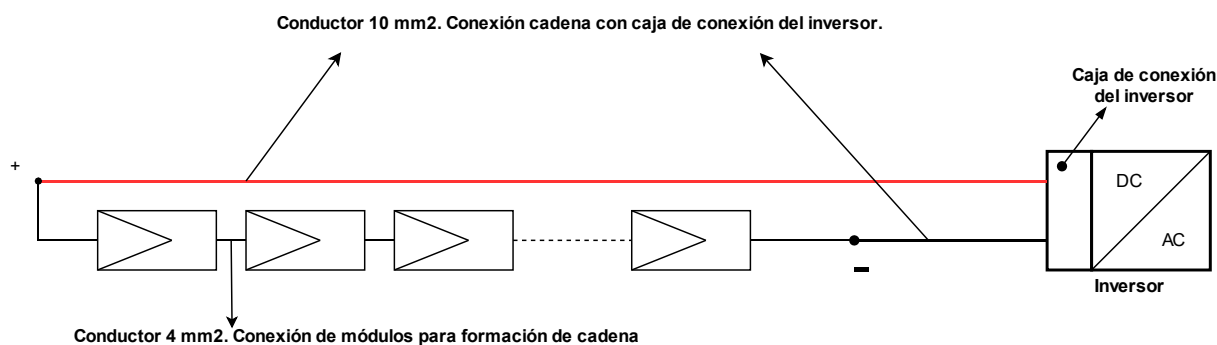 Conductor 10 mm2. Conexión cadena con caja de conexión del inversor.
Caja de conexión
del inversor
+
DC
AC
-
Inversor
Conductor 4 mm2. Conexión de módulos para formación de cadena